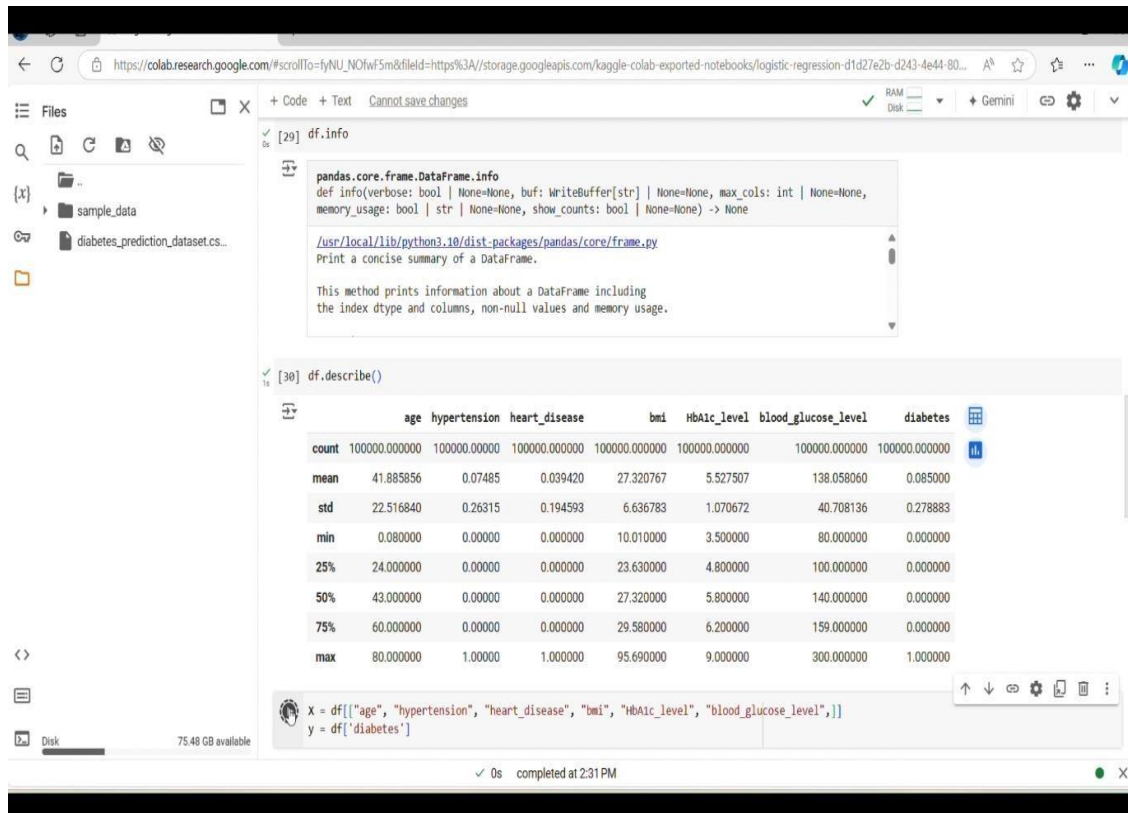 https://colab.research.google.com/#scrollTo=fyNU_NOfwF5m&fileId=https%3A//storage.googleapis.com/kaggle-colab-exported-notebooks/logistic-regression-d1d27e2b-d243-4e44-80...
Files
+ Code + Text Cannot save changes
RAM
Disk
Gemini
..
sample_data
diabetes_prediction_dataset.cs...
{x}
[29] df.info
0s
pandas.core.frame.DataFrame.info
def info(verbose: bool | None=None, buf: WriteBuffer[str] | None=None, max_cols: int | None=None,
memory_usage: bool | str | None=None, show_counts: bool | None=None) -> None
/usr/local/lib/python3.10/dist-packages/pandas/core/frame.py
Print a concise summary of a DataFrame.
This method prints information about a DataFrame including
the index dtype and columns, non-null values and memory usage.
[30] df.describe()
1s
age hypertension heart_disease bmi HbA1c_level blood_glucose_level diabetes
count 100000.000000 100000.00000 100000.000000 100000.000000 100000.000000 100000.000000 100000.000000
mean 41.885856 0.07485 0.039420 27.320767 5.527507 138.058060 0.085000
std 22.516840 0.26315 0.194593 6.636783 1.070672 40.708136 0.278883
min 0.080000 0.00000 0.000000 10.010000 3.500000 80.000000 0.000000
25% 24.000000 0.00000 0.000000 23.630000 4.800000 100.000000 0.000000
50% 43.000000 0.00000 0.000000 27.320000 5.800000 140.000000 0.000000
75% 60.000000 0.00000 0.000000 29.580000 6.200000 159.000000 0.000000
max 80.000000 1.00000 1.000000 95.690000 9.000000 300.000000 1.000000
X = df[["age", "hypertension", "heart_disease", "bmi", "HbA1c_level", "blood_glucose_level",]]
y = df['diabetes']
Disk 75.48 GB available
0s completed at 2:31 PM